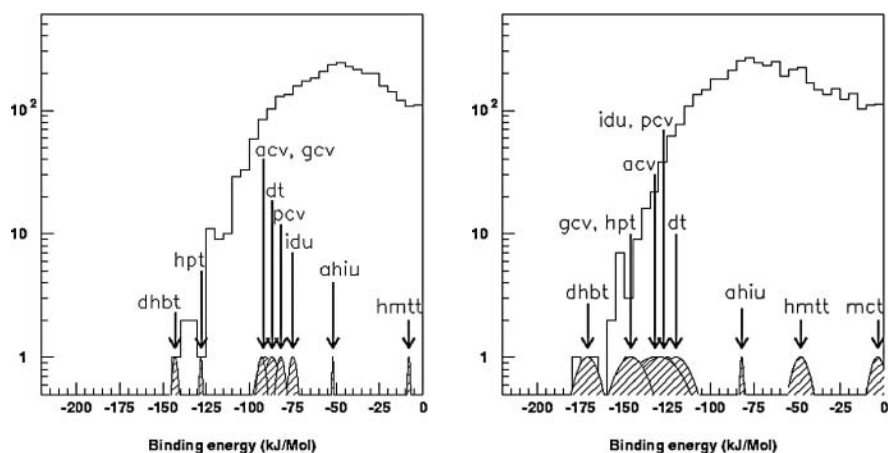 10²
10
1
acv, gcv
dt
pcv
idu
hpt
dhbt
ahiu
hmtt
-200 -175 -150 -125 -100 -75 -50 -25 0
Binding energy (kJ/Mol)
10²
10
1
idu, pcv
acv
gcv, hpt
dt
dhbt
ahiu
hmtt
mct
-200 -175 -150 -125 -100 -75 -50 -25 0
Binding energy (kJ/Mol)